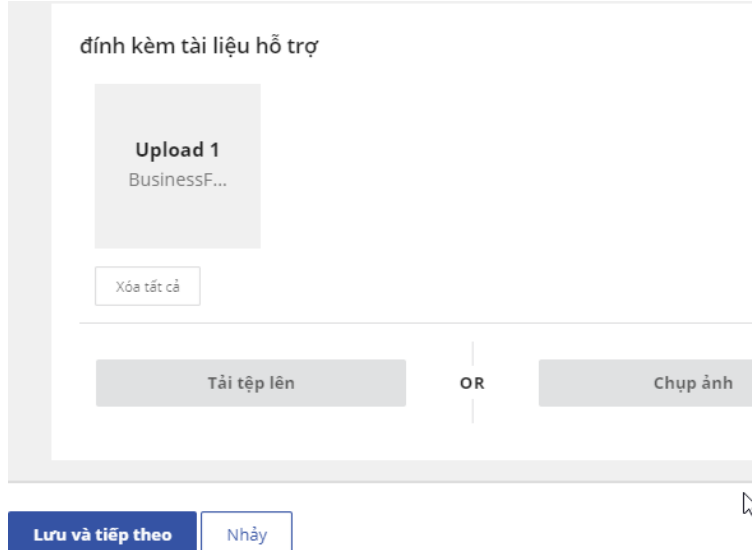 đính kèm tài liệu hỗ trợ
Upload 1
BusinessF...
Xóa tất cả
Tải tệp lên
OR
Chụp ảnh
Lưu và tiếp theo
Nhảy